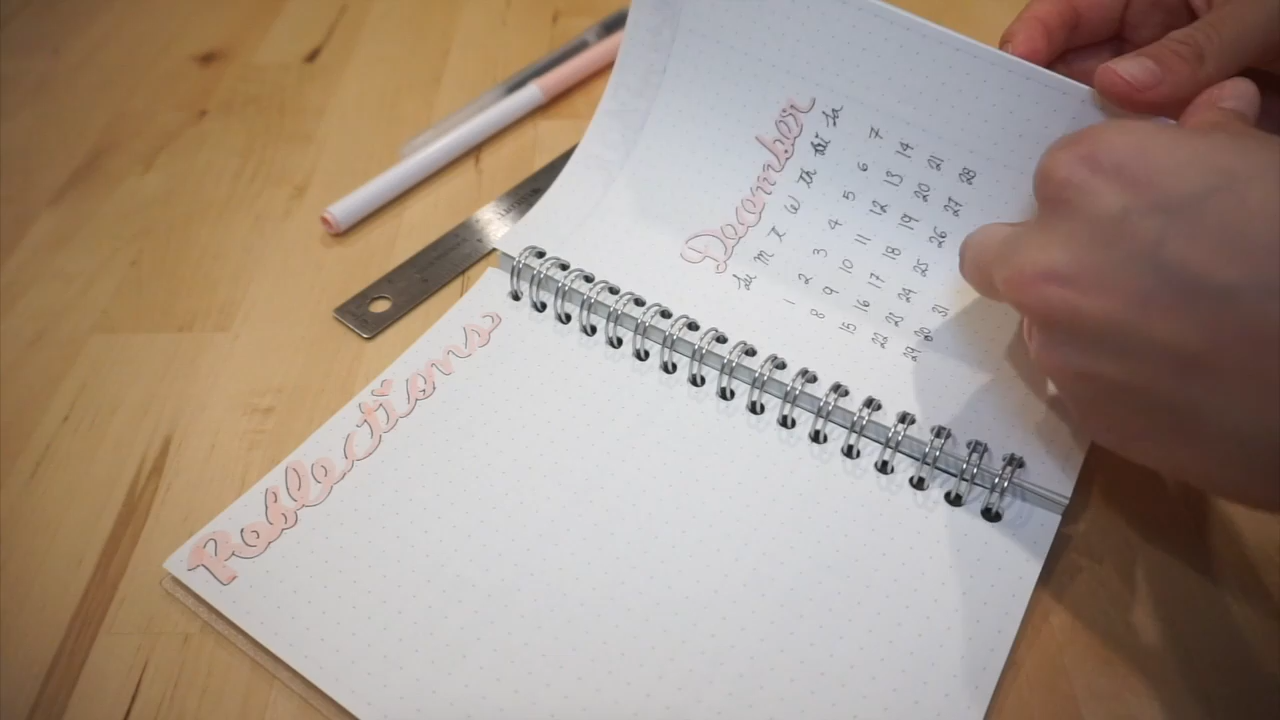 December
Su M T W Th Fri Sa
1 2 3 4 5 6 7
8 9 10 11 12 13 14
15 16 17 18 19 20 21
22 23 24 25 26 27 28
29 30 31
Reflections